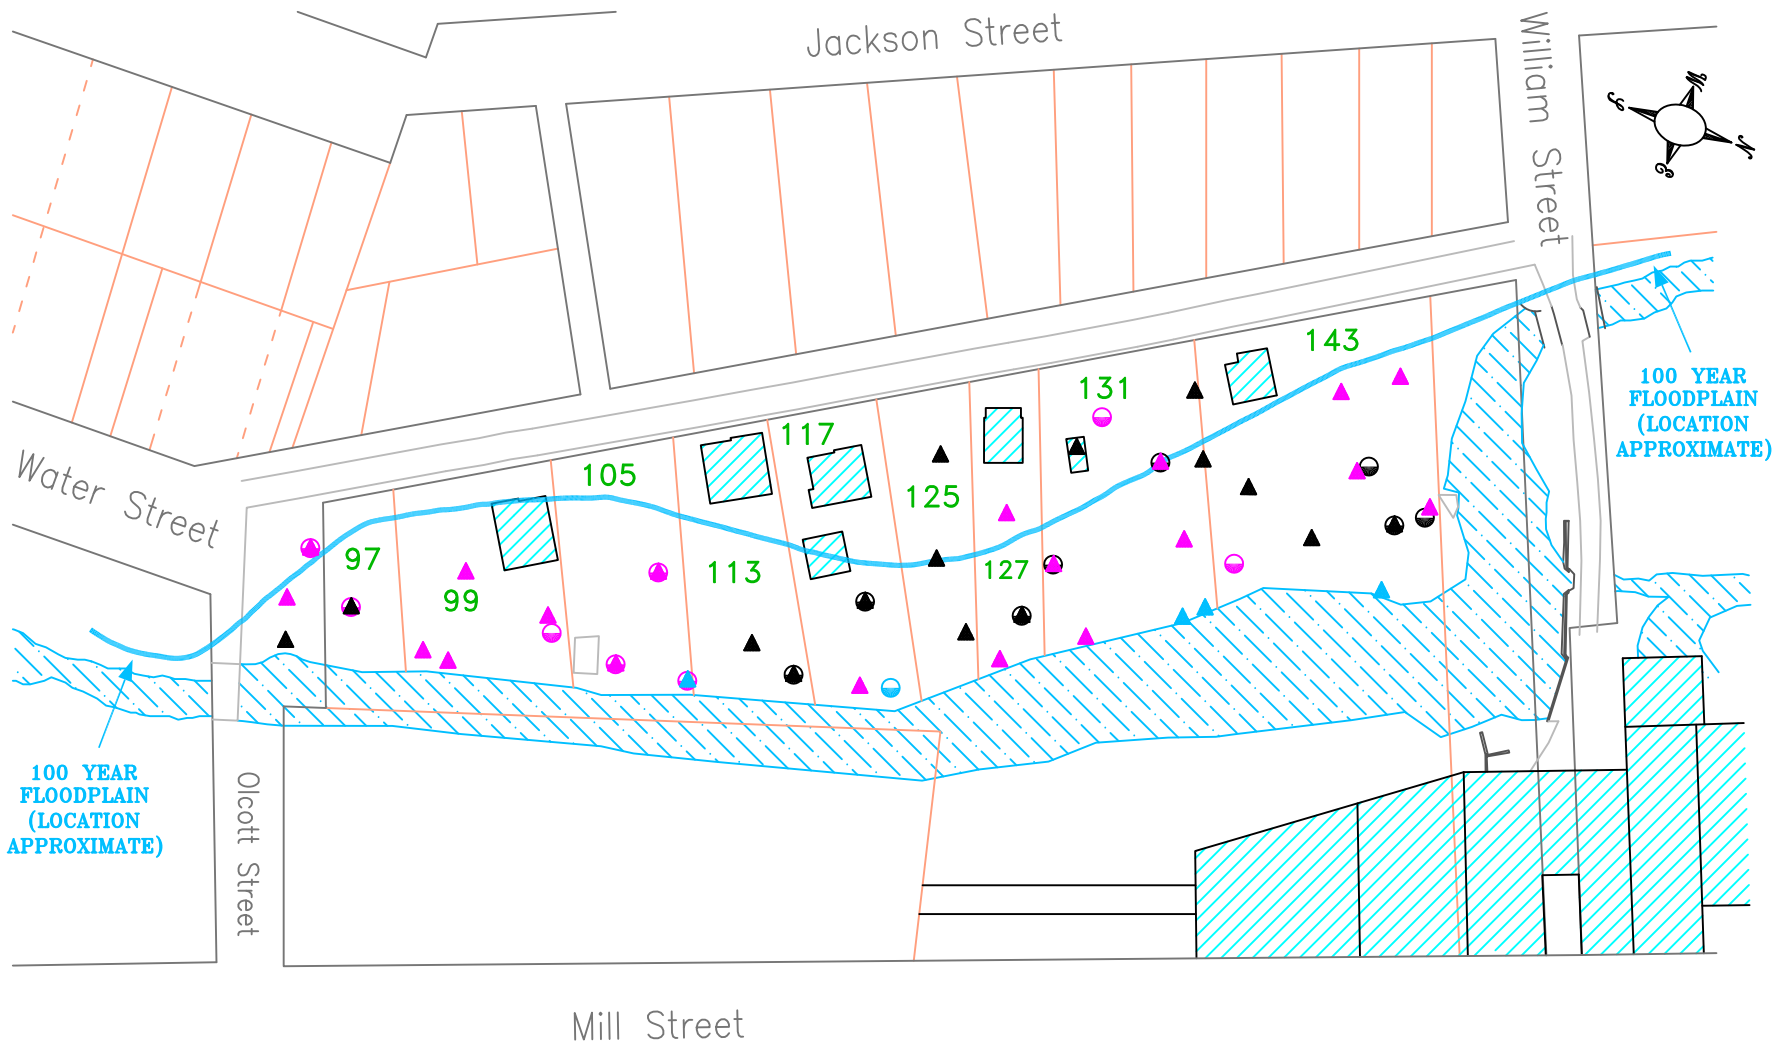 Jackson Street
William Street
W
S
N
E
143
131
117
105
125
97
99
113
127
100 YEAR
FLOODPLAIN
(LOCATION
APPROXIMATE)
Water Street
100 YEAR
FLOODPLAIN
(LOCATION
APPROXIMATE)
Olcott Street
Mill Street